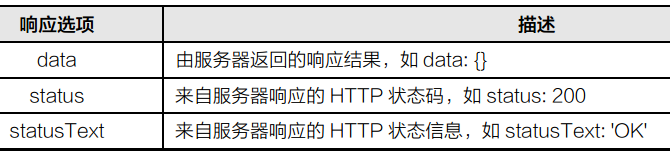 响应选项 描述
data 由服务器返回的响应结果，如 data: {}
status 来自服务器响应的 HTTP 状态码，如 status: 200
statusText 来自服务器响应的 HTTP 状态信息，如 statusText: 'OK'